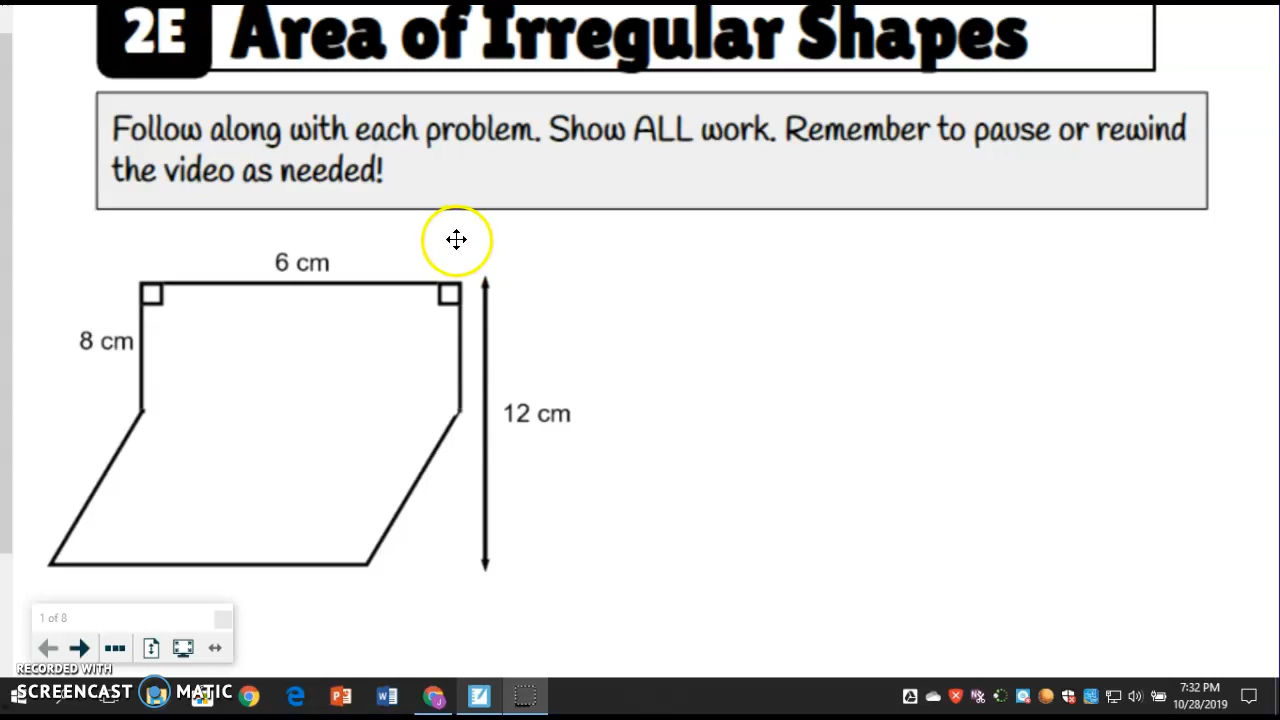 2E Area of Irregular Shapes
Follow along with each problem. Show ALL work. Remember to pause or rewind
the video as needed!
6 cm
8 cm
12 cm
1 of 8
RECORDED WITH
SCREENCAST MATIC
7:32 PM
10/28/2019